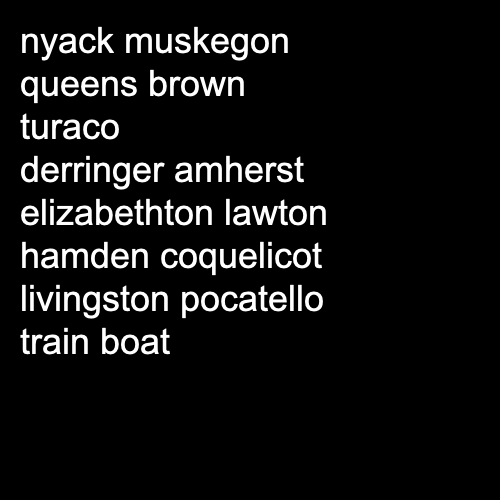 nyack muskegon
queens brown
turaco
derringer amherst
elizabethton lawton
hamden coquelicot
livingston pocatello
train boat